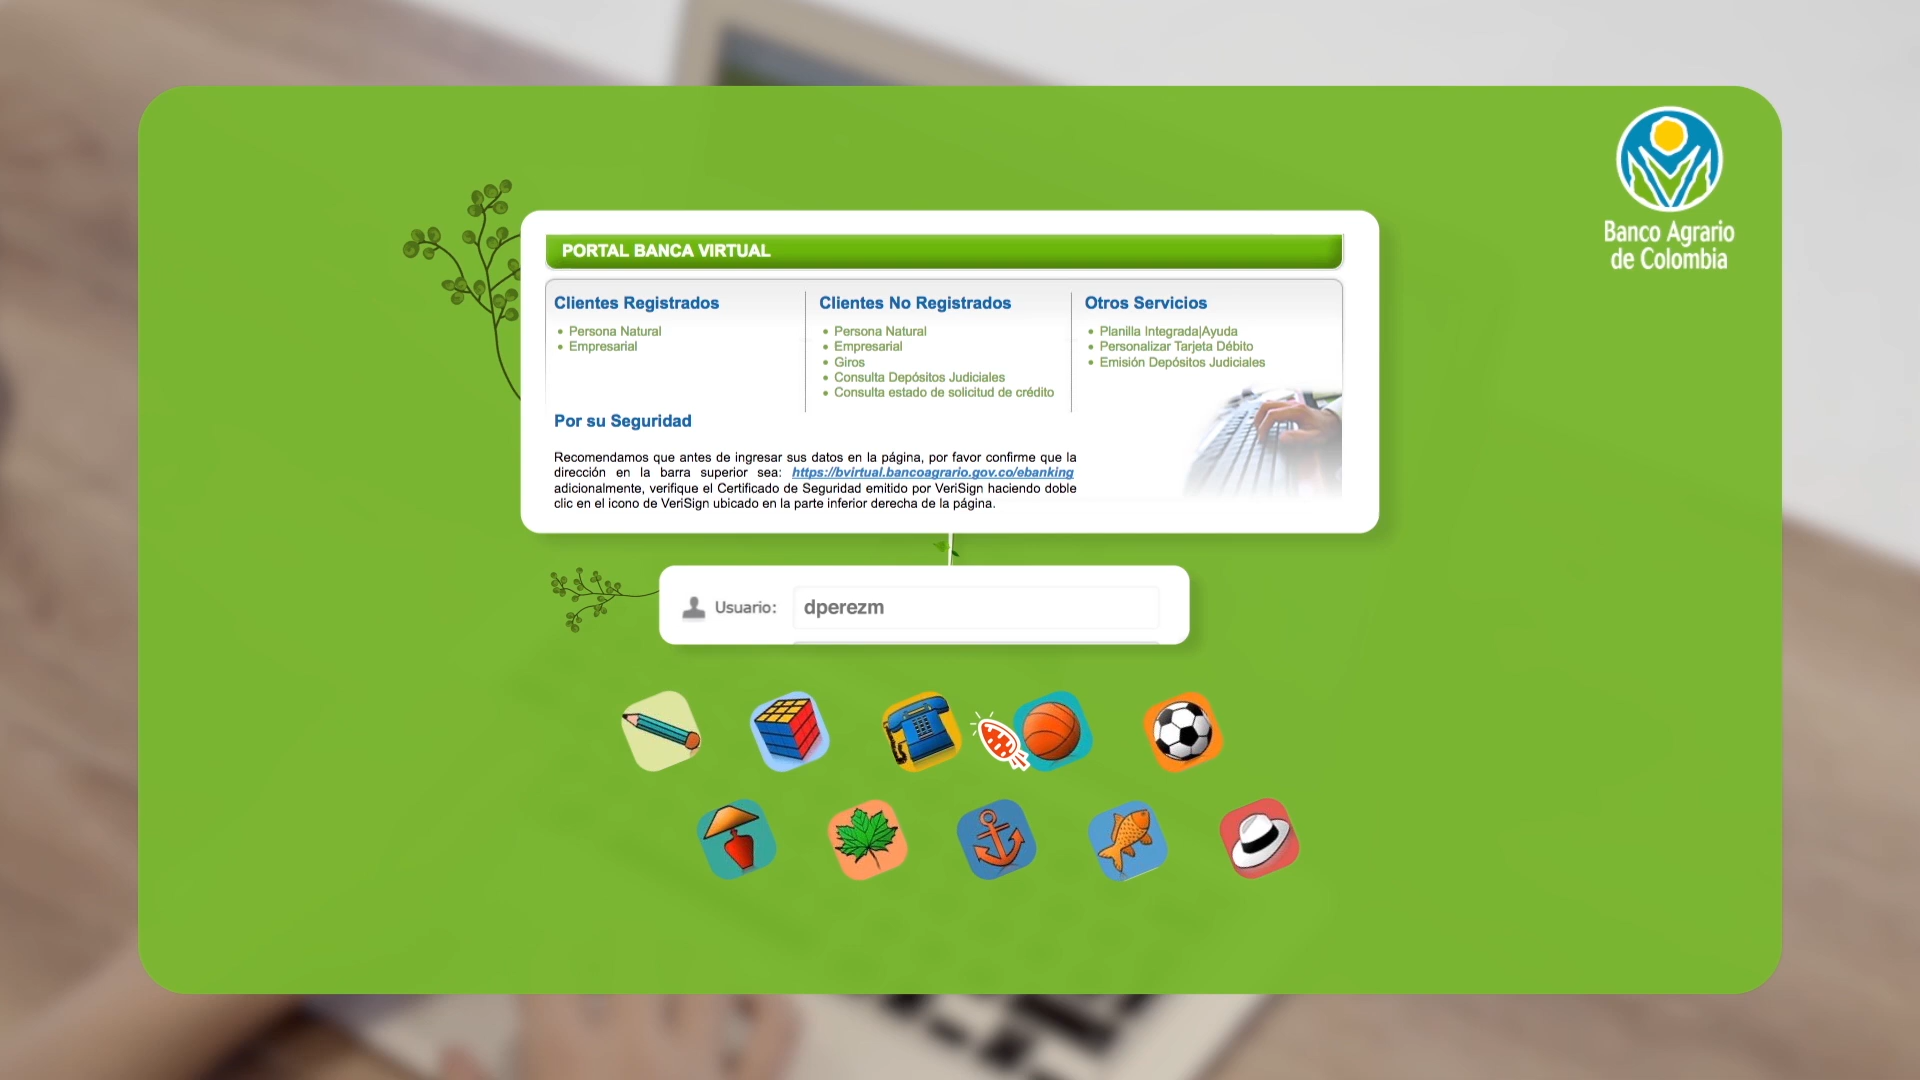 Banco Agrario
de Colombia
PORTAL BANCA VIRTUAL
Clientes Registrados
• Persona Natural
• Empresarial
Clientes No Registrados
• Persona Natural
• Empresarial
• Giros
• Consulta Depósitos Judiciales
• Consulta estado de solicitud de crédito
Otros Servicios
• Planilla Integrada|Ayuda
• Personalizar Tarjeta Débito
• Emisión Depósitos Judiciales
Por su Seguridad
Recomendamos que antes de ingresar sus datos en la página, por favor confirme que la
dirección en la barra superior sea: https://bvirtual.bancoagrario.gov.co/ebanking
adicionalmente, verifique el Certificado de Seguridad emitido por VeriSign haciendo doble
clic en el icono de VeriSign ubicado en la parte inferior derecha de la página.
Usuario: dperezm